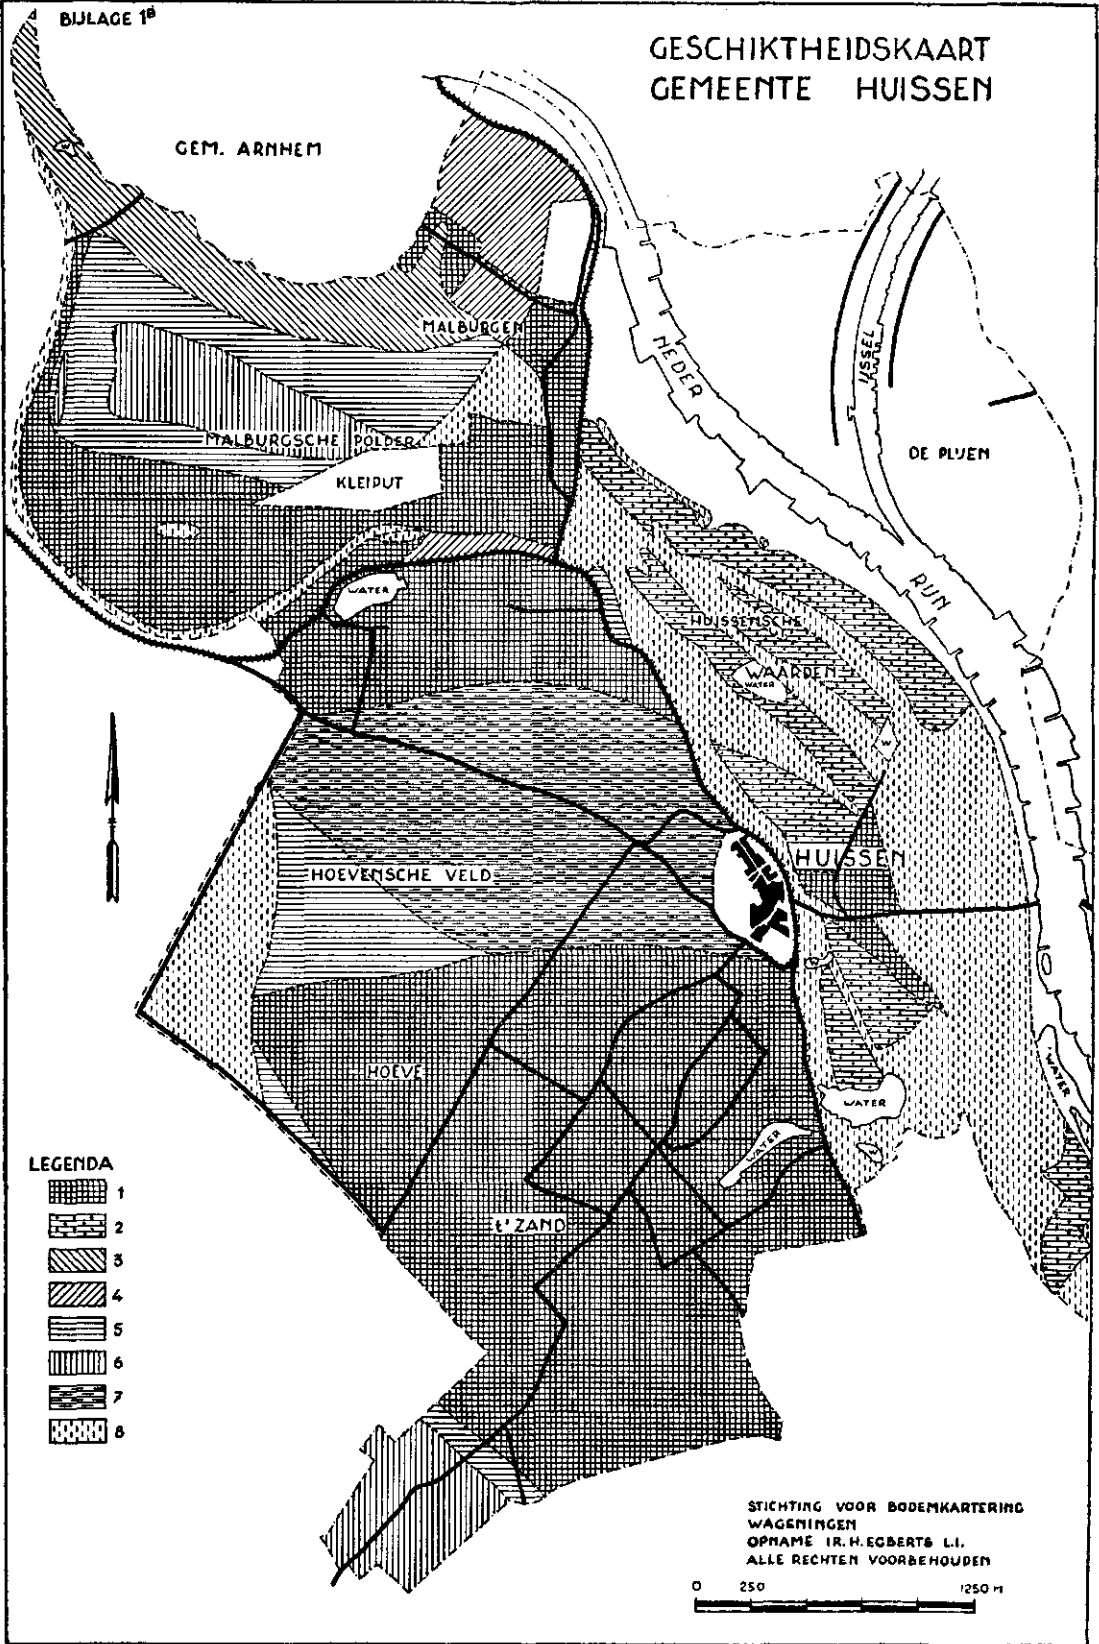 BIJLAGE 1B
GESCHIKTHEIDSKAART
GEMEENTE HUISSEN
GEM. ARNHEM
MALBURGEN
NEDER
IJSSEL
MALBURGSCHE POLDER
DE PLIJEN
KLEIPUT
WATER
RIJN
HUISSENSCHE
WAARDEN
WATER
W
HUISSEN
HOEVENSCHE VELD
HOEVE
WATER
WATER
WATER
t' ZAND
LEGENDA
1
2
3
4
5
6
7
8
STICHTING VOOR BODEMKARTERING
WAGENINGEN
OPNAME IR. H. EGBERTS L.I.
ALLE RECHTEN VOORBEHOUDEN
0 250 1250 M